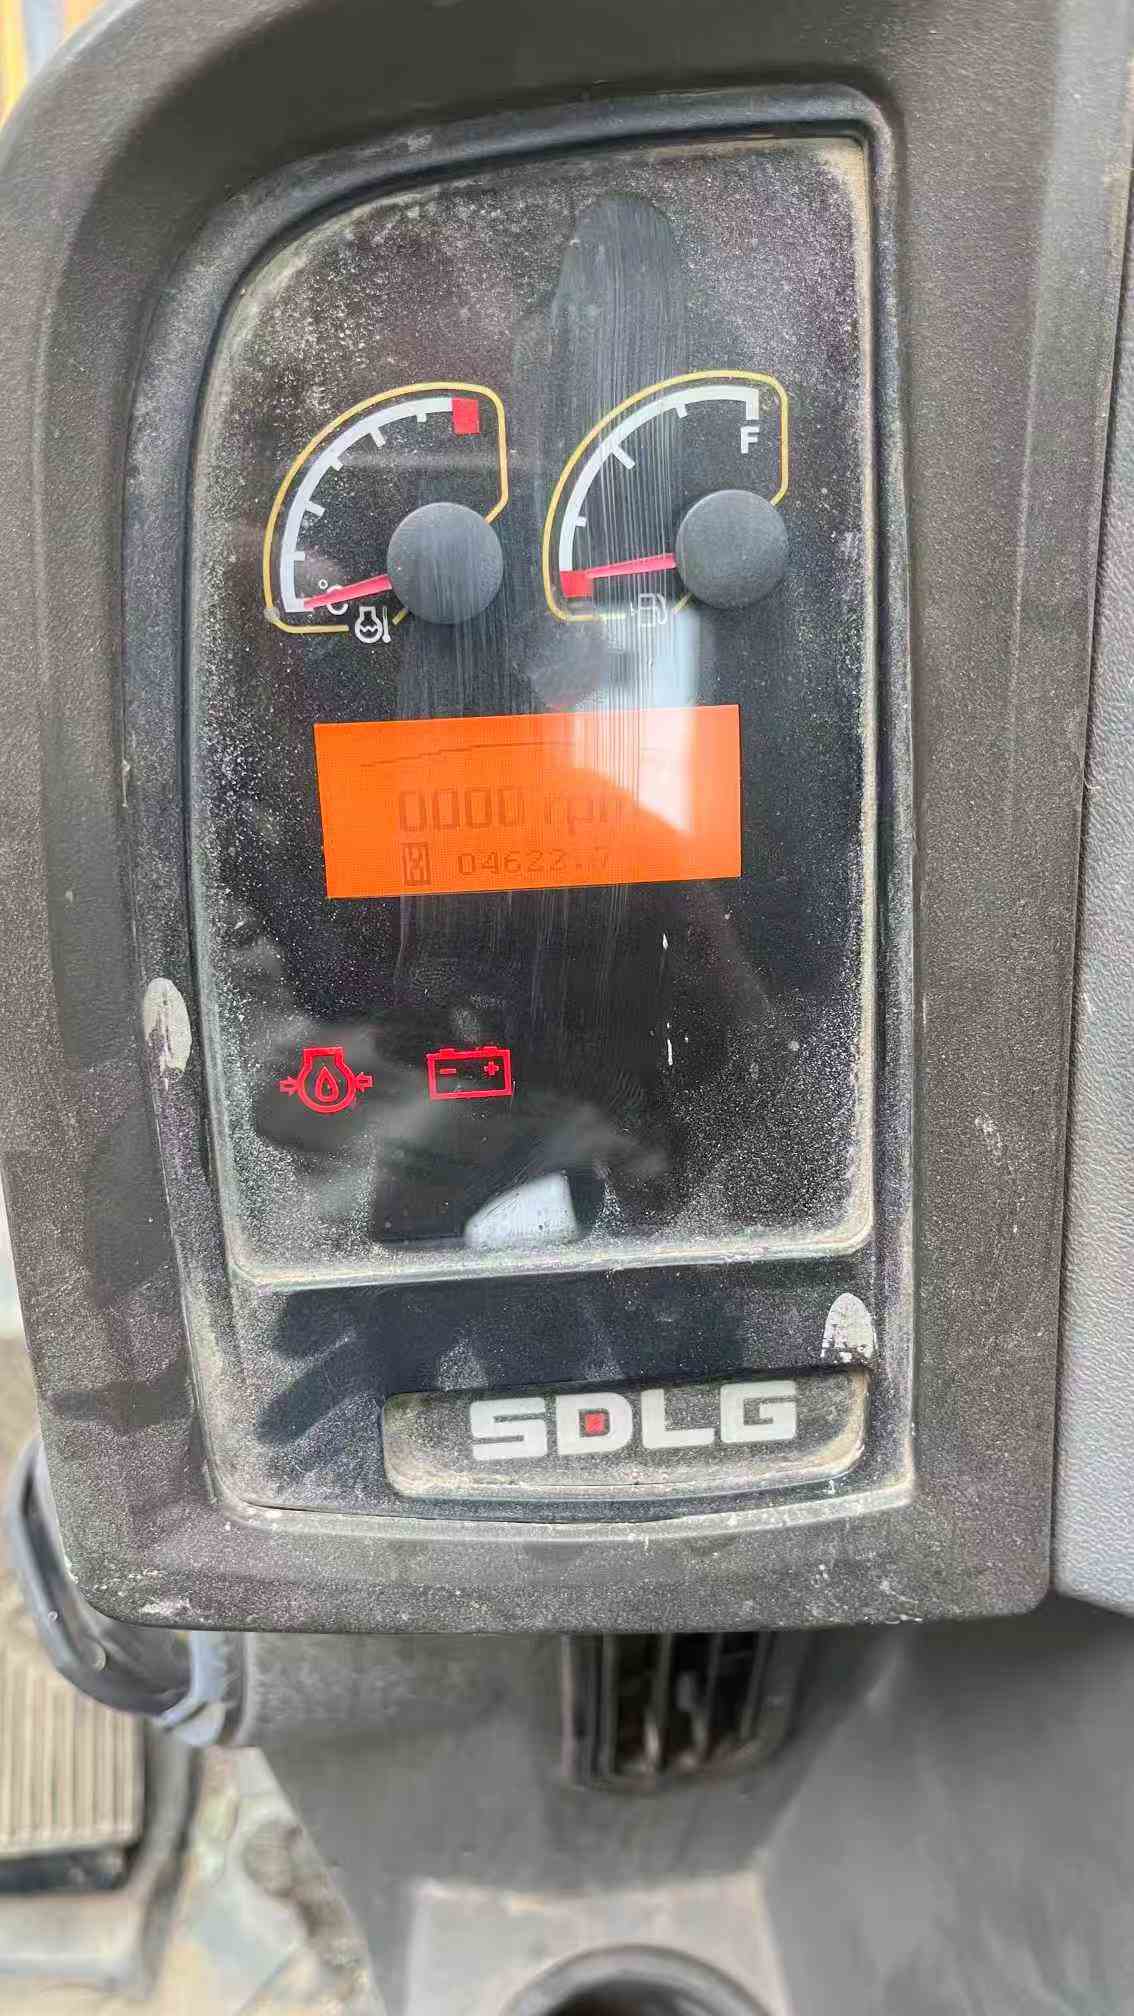 F
°C
0000 rpm
04622.7
- +
SDLG